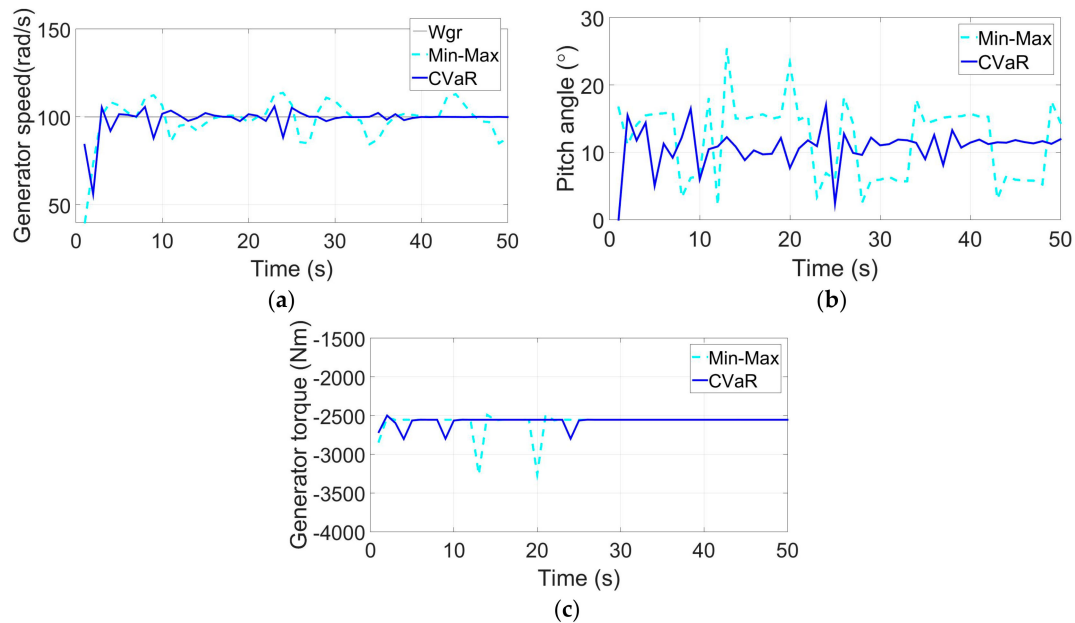 150
100
50
Generator speed(rad/s)
Wgr
Min-Max
CVaR
0 10 20 30 40 50
Time (s)
(a)
30
20
10
0
Pitch angle (°)
Min-Max
CVaR
0 10 20 30 40 50
Time (s)
(b)
-1500
-2000
-2500
-3000
-3500
-4000
Generator torque (Nm)
Min-Max
CVaR
0 10 20 30 40 50
Time (s)
(c)